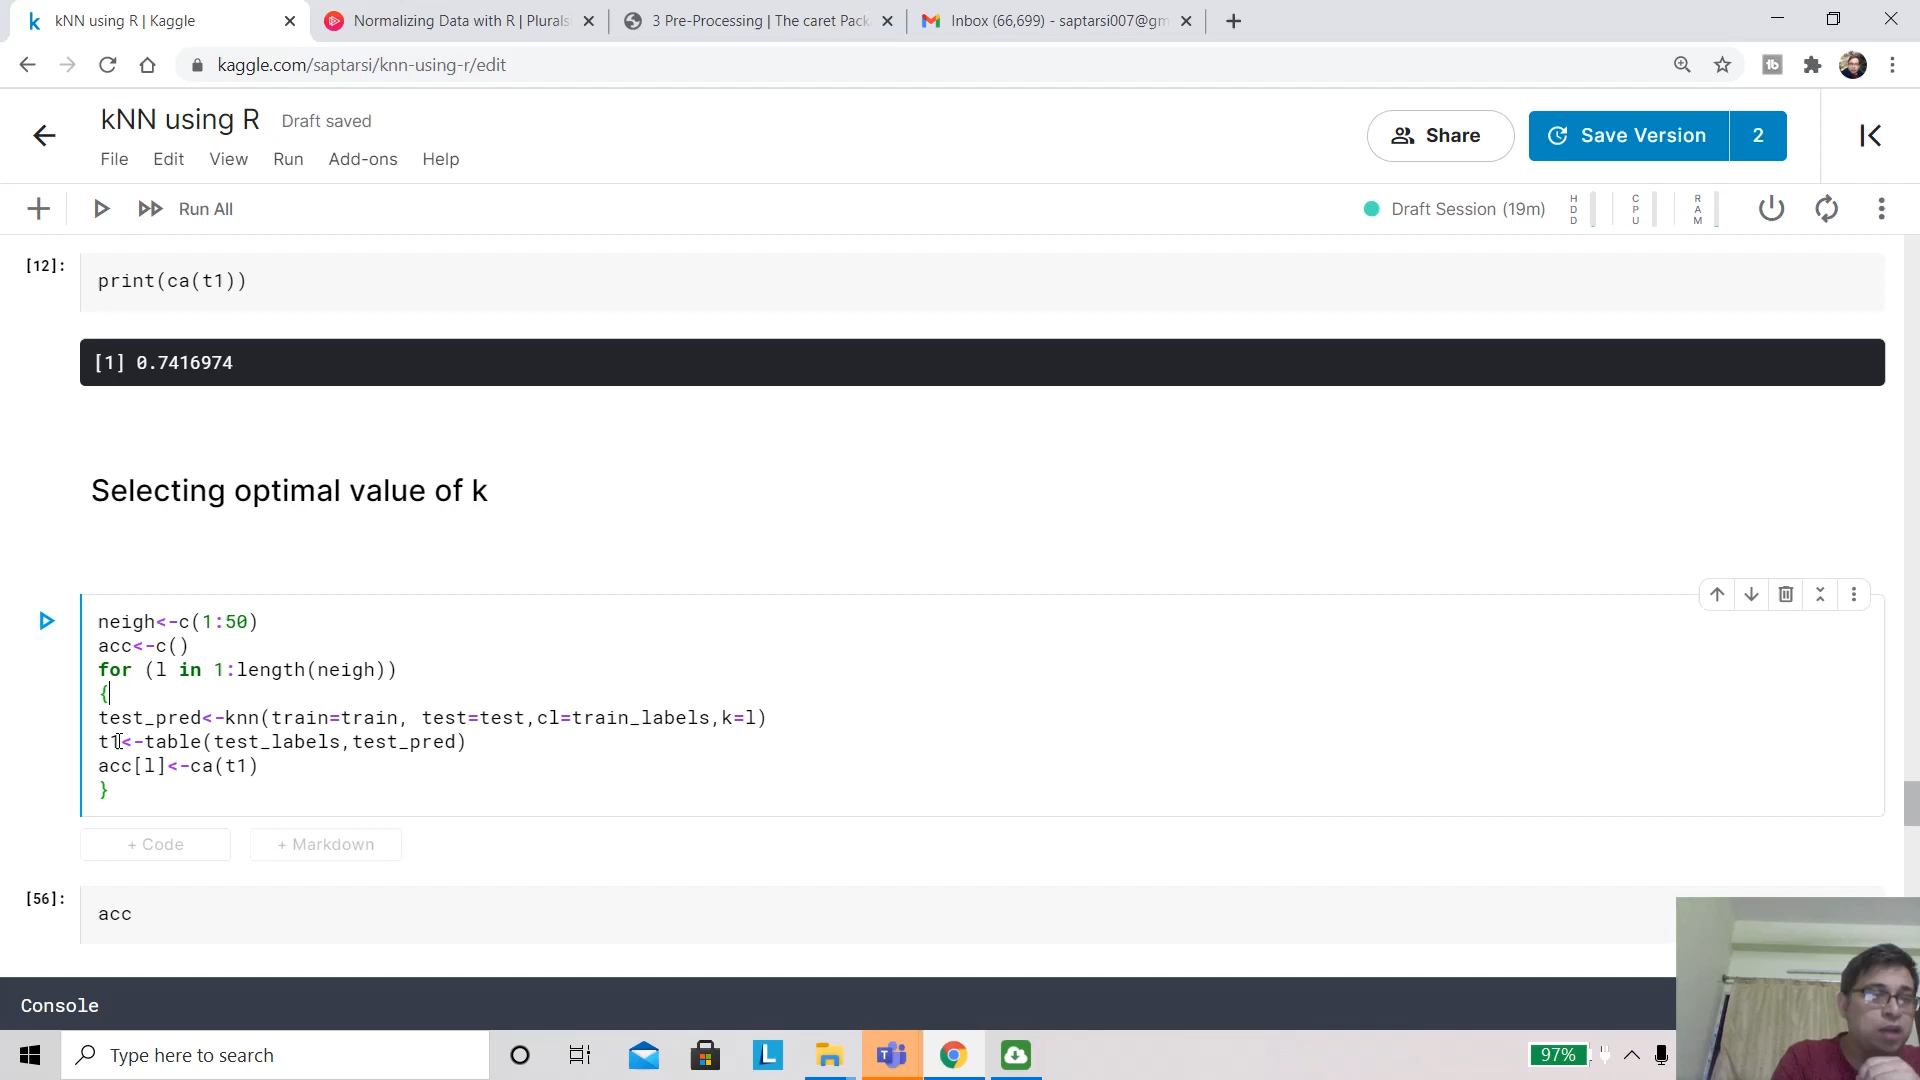 kNN using R | Kaggle
Normalizing Data with R | Plurals
3 Pre-Processing | The caret Pack
Inbox (66,699) - saptarsi007@gm
kaggle.com/saptarsi/knn-using-r/edit
kNN using R
Draft saved
File Edit View Run Add-ons Help
Share
Save Version 2
Run All
Draft Session (19m)
HDD
CPU
RAM
[12]:
print(ca(t1))
[1] 0.7416974
Selecting optimal value of k
neigh<-c(1:50)
acc<-c()
for (l in 1:length(neigh))
{
test_pred<-knn(train=train, test=test,cl=train_labels,k=l)
t1<-table(test_labels,test_pred)
acc[l]<-ca(t1)
}
+ Code
+ Markdown
[56]:
acc
Console
Type here to search
97%